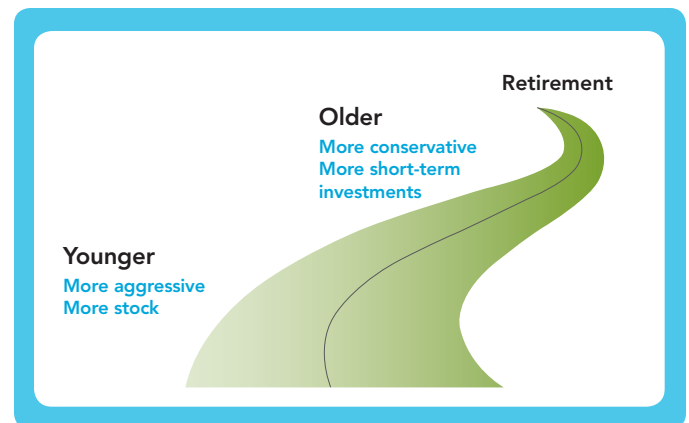 Retirement
Older
More conservative
More short-term
investments
Younger
More aggressive
More stock